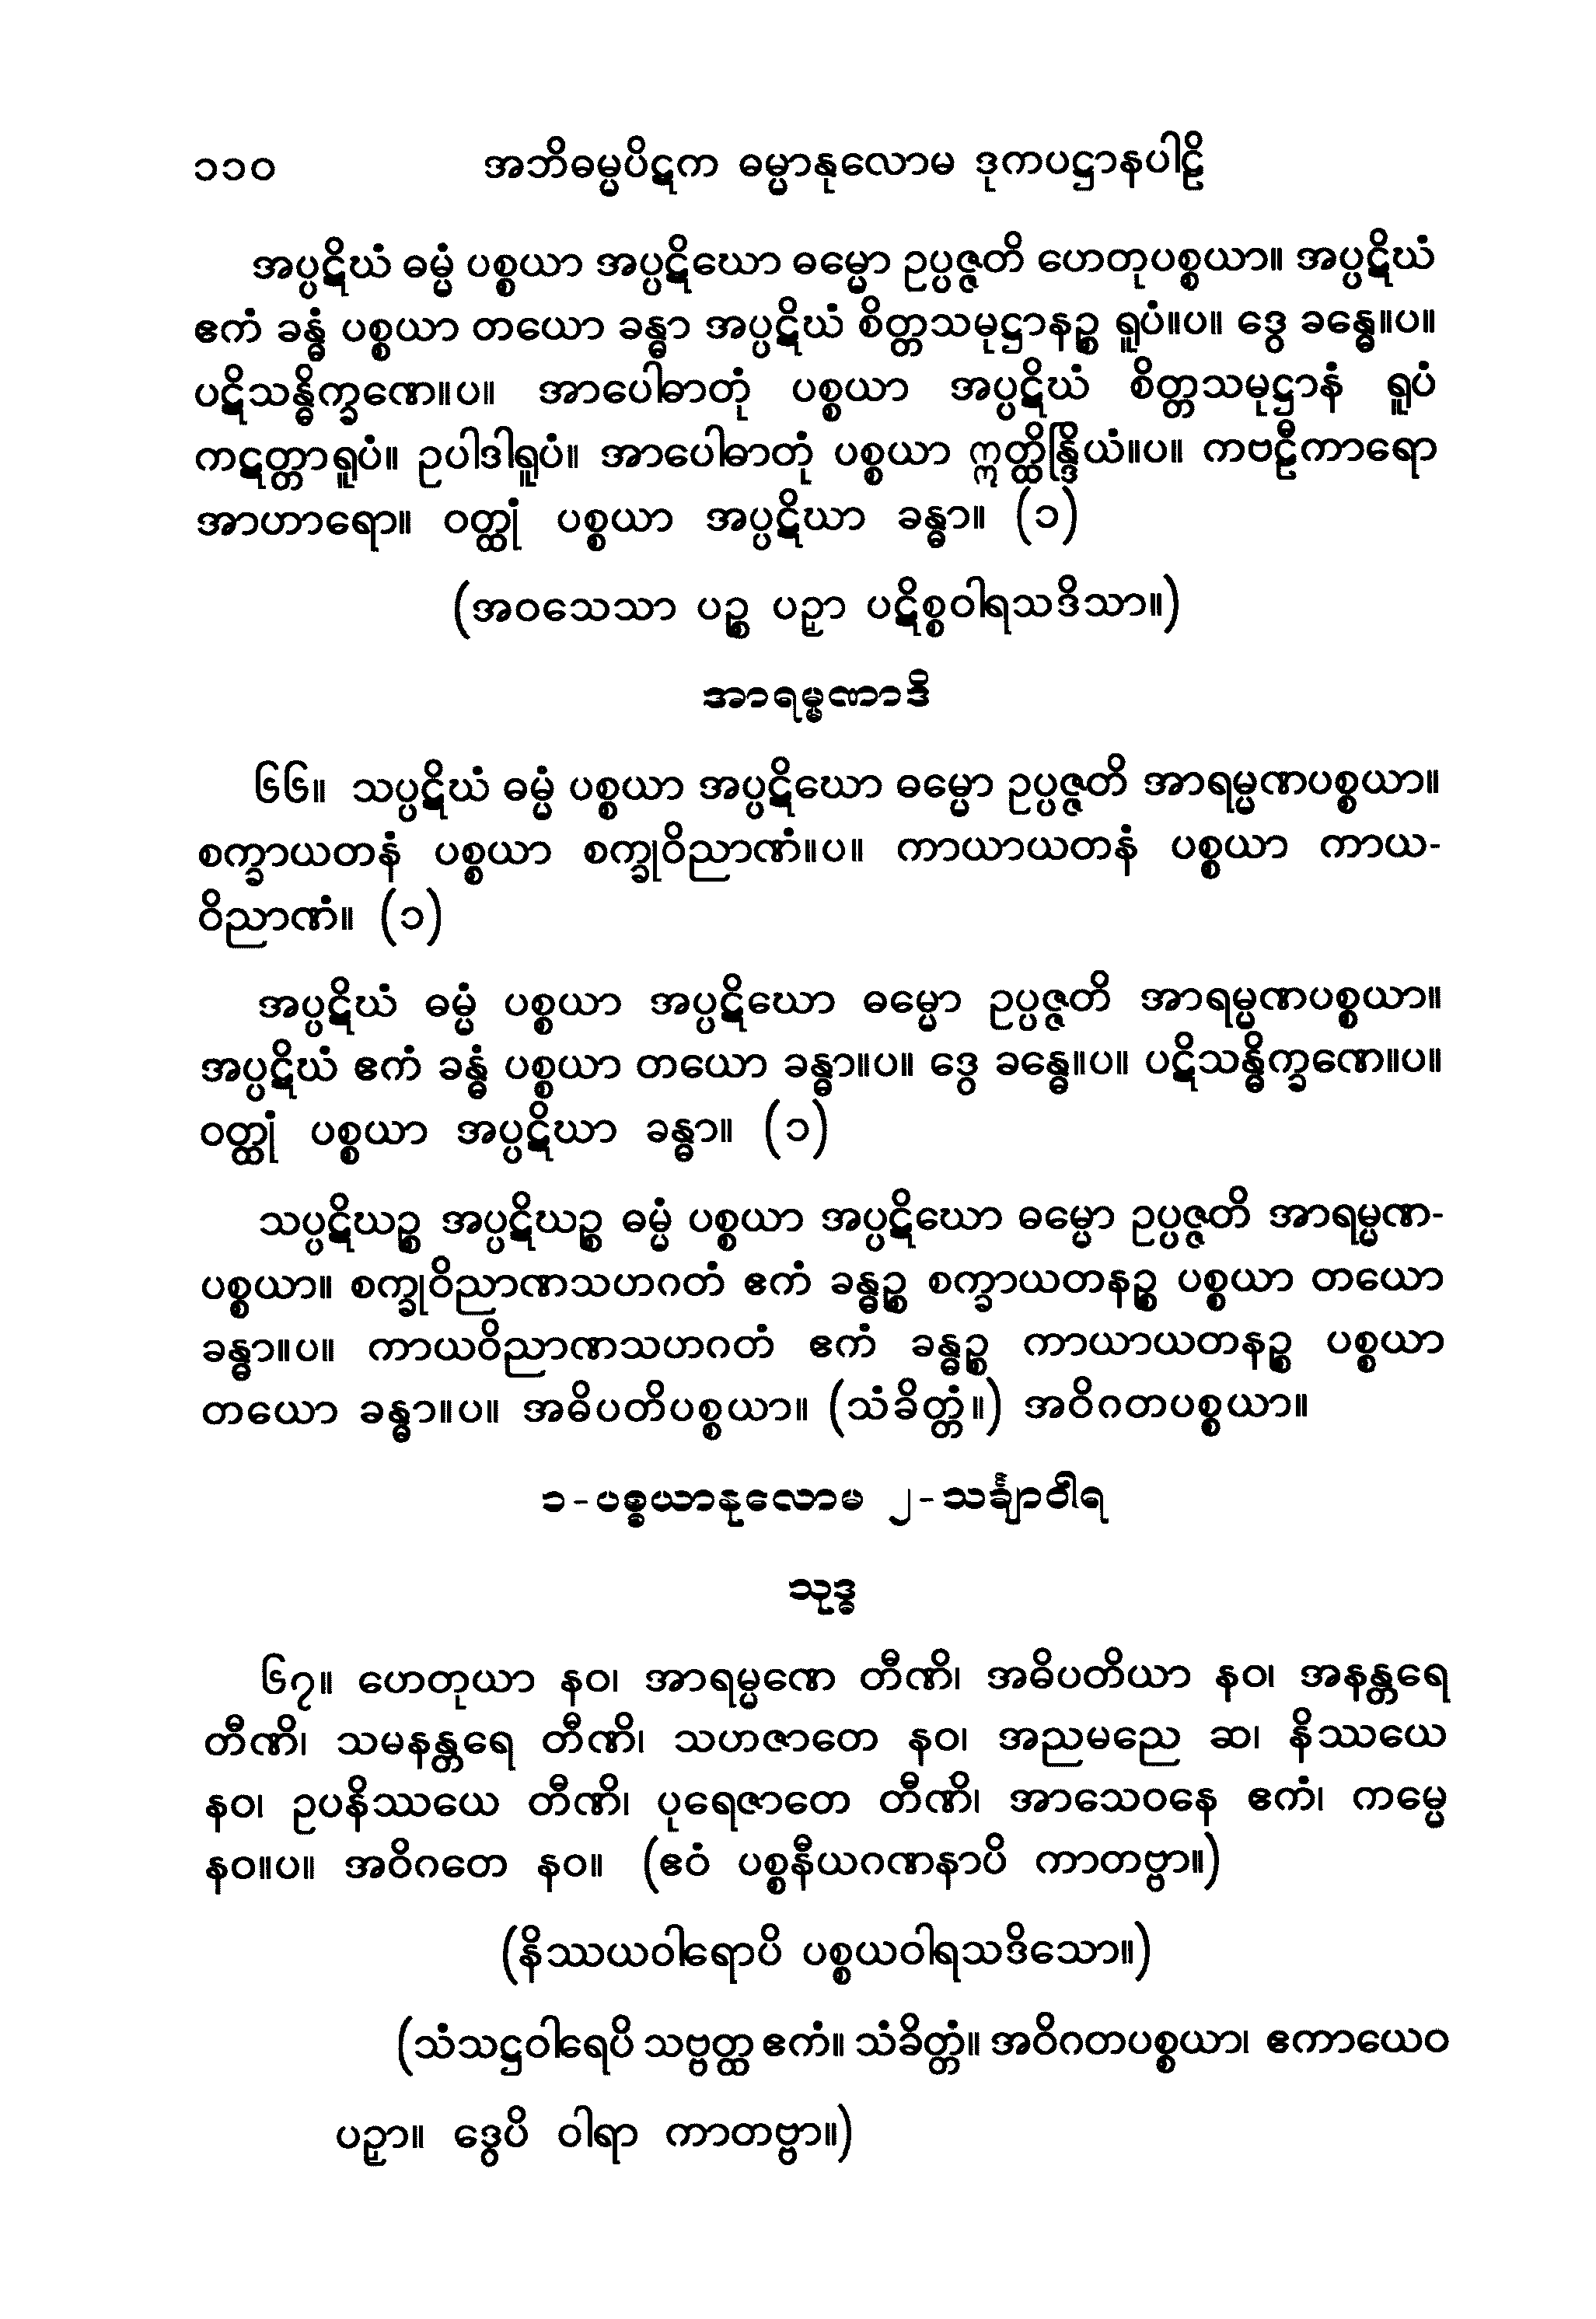 ၁၁၀ အဘိဓမ္မပိဋက ဓမ္မာနုလောမ ဒုကပဋ္ဌာနပါဠိ
အပ္ပဋိဃံ ဓမ္မံ ပစ္စယာ အပ္ပဋိဃော ဓမ္မော ဥပ္ပဇ္ဇတိ ဟေတုပစ္စယာ။ အပ္ပဋိဃံ
ဧကံ ခန္ဓံ ပစ္စယာ တယော ခန္ဓာ အပ္ပဋိဃံ စိတ္တသမုဋ္ဌာနဉ္စ ရူပံ။ပ။ ဒွေ ခန္ဓေ။ပ။
ပဋိသန္ဓိက္ခဏေ။ပ။ အာပေါဓာတုံ ပစ္စယာ အပ္ပဋိဃံ စိတ္တသမုဋ္ဌာနံ ရူပံ
ကဋတ္တာရူပံ။ ဥပါဒါရူပံ။ အာပေါဓာတုံ ပစ္စယာ ဣတ္ထိန္ဒြိယံ။ပ။ ကဗဠီကာရော
အာဟာရော။ ဝတ္ထုံ ပစ္စယာ အပ္ပဋိဃာ ခန္ဓာ။ (၁)
(အဝသေသာ ပဉ္စ ပဉှာ ပဋိစ္စဝါရသဒိသာ။)
အာရမ္မဏာဒိ
၆၆။ သပ္ပဋိဃံ ဓမ္မံ ပစ္စယာ အပ္ပဋိဃော ဓမ္မော ဥပ္ပဇ္ဇတိ အာရမ္မဏပစ္စယာ။
စက္ခာယတနံ ပစ္စယာ စက္ခုဝိညာဏံ။ပ။ ကာယာယတနံ ပစ္စယာ ကာယ-
ဝိညာဏံ။ (၁)
အပ္ပဋိဃံ ဓမ္မံ ပစ္စယာ အပ္ပဋိဃော ဓမ္မော ဥပ္ပဇ္ဇတိ အာရမ္မဏပစ္စယာ။
အပ္ပဋိဃံ ဧကံ ခန္ဓံ ပစ္စယာ တယော ခန္ဓာ။ပ။ ဒွေ ခန္ဓေ။ပ။ ပဋိသန္ဓိက္ခဏေ။ပ။
ဝတ္ထုံ ပစ္စယာ အပ္ပဋိဃာ ခန္ဓာ။ (၁)
သပ္ပဋိဃဉ္စ အပ္ပဋိဃဉ္စ ဓမ္မံ ပစ္စယာ အပ္ပဋိဃော ဓမ္မော ဥပ္ပဇ္ဇတိ အာရမ္မဏ-
ပစ္စယာ။ စက္ခုဝိညာဏသဟဂတံ ဧကံ ခန္ဓဉ္စ စက္ခာယတနဉ္စ ပစ္စယာ တယော
ခန္ဓာ။ပ။ ကာယဝိညာဏသဟဂတံ ဧကံ ခန္ဓဉ္စ ကာယာယတနဉ္စ ပစ္စယာ
တယော ခန္ဓာ။ပ။ အဓိပတိပစ္စယာ။ (သံခိတ္တံ။) အဝိဂတပစ္စယာ။
၁-ပစ္စယာနုလောမ ၂-သင်္ချာဝါရ
သုဒ္ဓ
၆၇။ ဟေတုယာ နဝ၊ အာရမ္မဏေ တီဏိ၊ အဓိပတိယာ နဝ၊ အနန္တရေ
တီဏိ၊ သမနန္တရေ တီဏိ၊ သဟဇာတေ နဝ၊ အညမညေ ဆ၊ နိဿယေ
နဝ၊ ဥပနိဿယေ တီဏိ၊ ပုရေဇာတေ တီဏိ၊ အာသေဝနေ ဧကံ၊ ကမ္မေ
နဝ။ပ။ အဝိဂတေ နဝ။ (ဧဝံ ပစ္စနီယဂဏနာပိ ကာတဗ္ဗာ။)
(နိဿယဝါရောပိ ပစ္စယဝါရသဒိသော။)
(သံသဋ္ဌဝါရေပိ သဗ္ဗတ္ထ ဧကံ။ သံခိတ္တံ။ အဝိဂတပစ္စယာ၊ ဧကာယေဝ
ပဉှာ။ ဒွေပိ ဝါရာ ကာတဗ္ဗာ။)